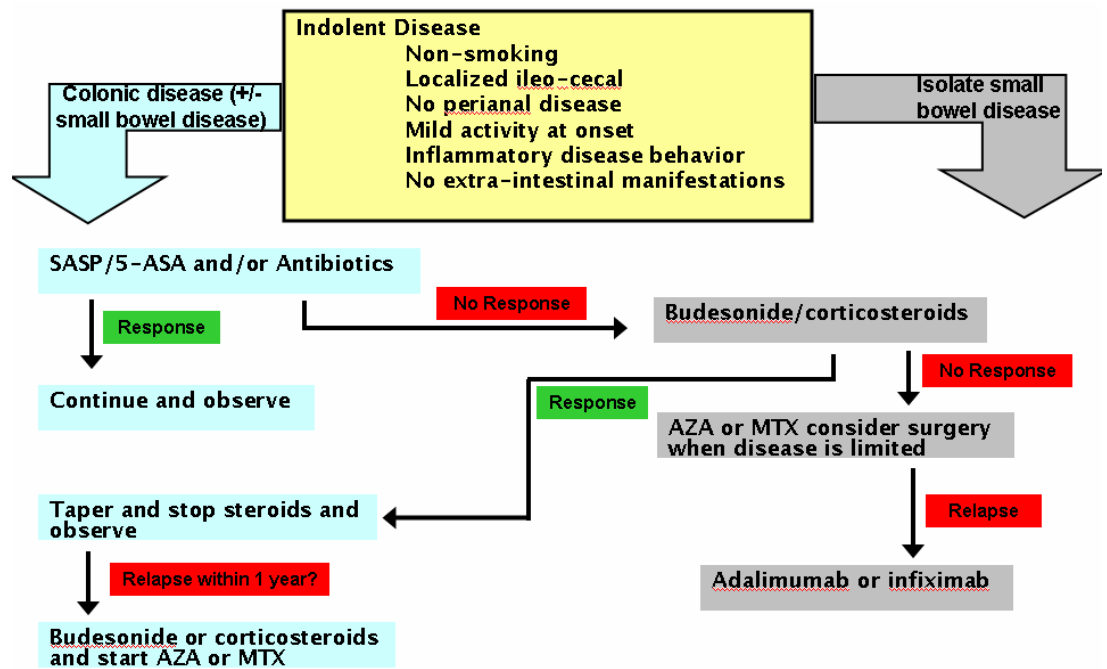 Indolent Disease
Non-smoking
Localized ileo-cecal
No perianal disease
Mild activity at onset
Inflammatory disease behavior
No extra-intestinal manifestations
Colonic disease (+/-
small bowel disease)
Isolate small
bowel disease
SASP/5-ASA and/or Antibiotics
No Response
Response
Budesonide/corticosteroids
Continue and observe
Response
No Response
AZA or MTX consider surgery
when disease is limited
Taper and stop steroids and
observe
Relapse
Relapse within 1 year?
Adalimumab or infiximab
Budesonide or corticosteroids
and start AZA or MTX